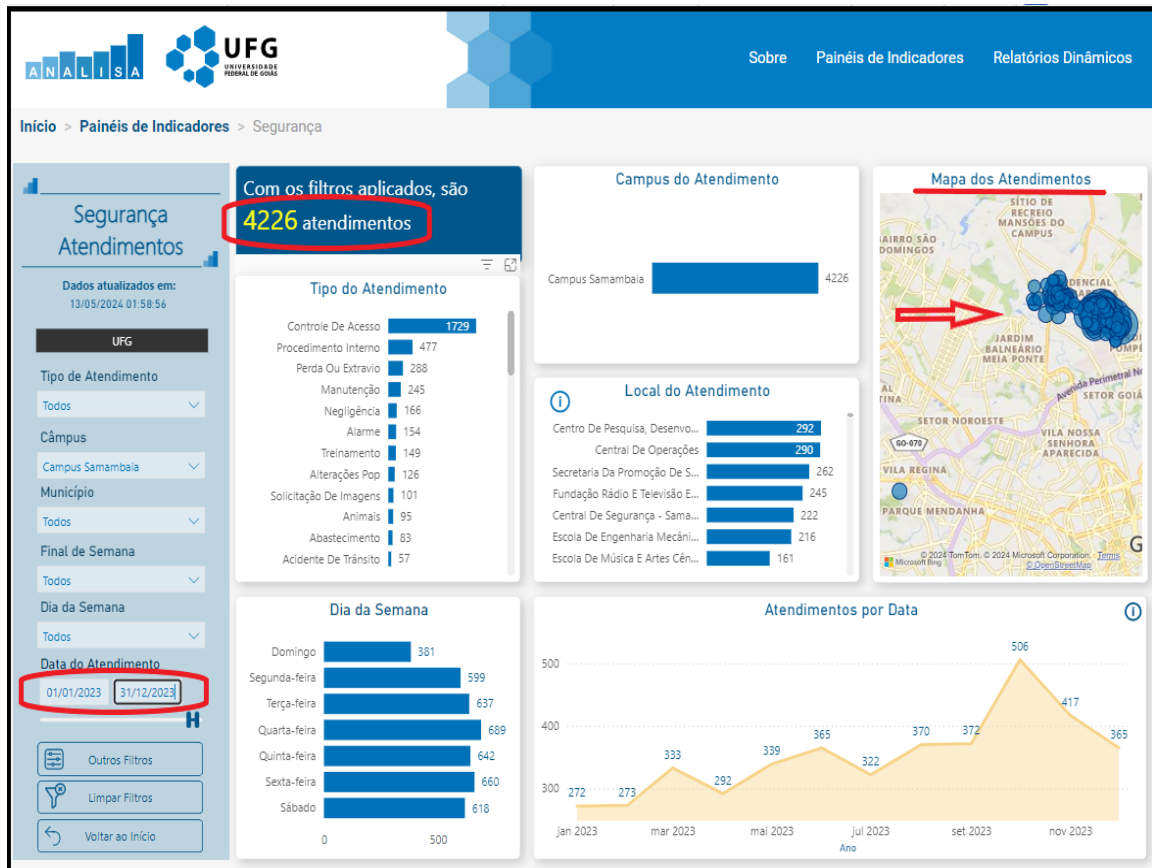 ANALISA
UFG
UNIVERSIDADE
FEDERAL DE GOIÁS
Sobre
Painéis de Indicadores
Relatórios Dinâmicos
Início > Painéis de Indicadores > Segurança
Segurança
Atendimentos
Dados atualizados em:
13/05/2024 01:58:56
UFG
Tipo de Atendimento
Todos
Câmpus
Campus Samambaia
Município
Todos
Final de Semana
Todos
Dia da Semana
Todos
Data do Atendimento
01/01/2023
31/12/2023
Outros Filtros
Limpar Filtros
Voltar ao Início
Com os filtros aplicados, são
4226 atendimentos
Tipo do Atendimento
Controle De Acesso 1729
Procedimento Interno 477
Perda Ou Extravio 288
Manutenção 245
Negligência 166
Alarme 154
Treinamento 149
Alterações Pop 126
Solicitação De Imagens 101
Animais 95
Abastecimento 83
Acidente De Trânsito 57
Campus do Atendimento
Campus Samambaia 4226
Local do Atendimento
Centro De Pesquisa, Desenvo... 292
Central De Operações 290
Secretaria Da Promoção De S... 262
Fundação Rádio E Televisão E... 245
Central De Segurança - Sama... 222
Escola De Engenharia Mecâni... 216
Escola De Música E Artes Cên... 161
Mapa dos Atendimentos
SÍTIO DE
RECREIO
MANSÕES DO
CAMPUS
BAIRRO SÃO
DOMINGOS
JARDIM
BALNEÁRIO
MEIA PONTE
Avenida Perimetral No
SETOR GOIÁ
SETOR NOROESTE
GO-070
VILA NOSSA
SENHORA
APARECIDA
VILA REGINA
PARQUE MENDANHA
G
Microsoft Bing
© 2024 TomTom, © 2024 Microsoft Corporation, Terms
© OpenStreetMap
Dia da Semana
Domingo 381
Segunda-feira 599
Terça-feira 637
Quarta-feira 689
Quinta-feira 642
Sexta-feira 660
Sábado 618
0 500
Atendimentos por Data
500
400
300
272 273 333 292 339 365 322 370 372 506 417 365
jan 2023 mar 2023 mai 2023 jul 2023 set 2023 nov 2023
Ano